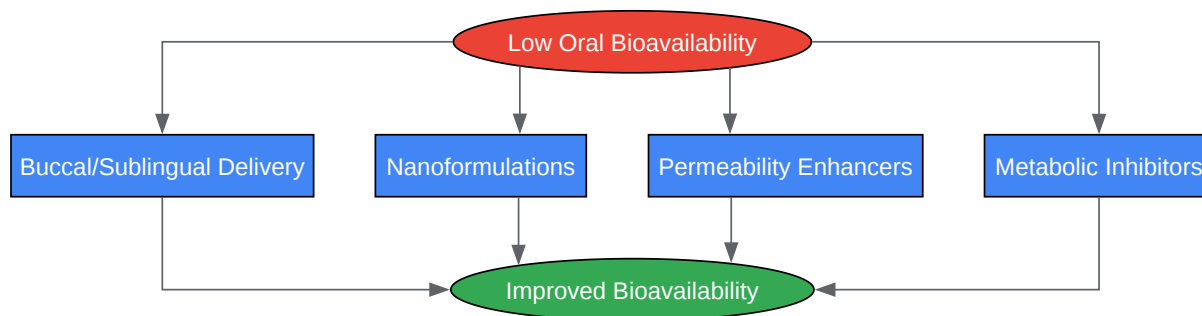 Low Oral Bioavailability
Buccal/Sublingual Delivery
Nanoformulations
Permeability Enhancers
Metabolic Inhibitors
Improved Bioavailability